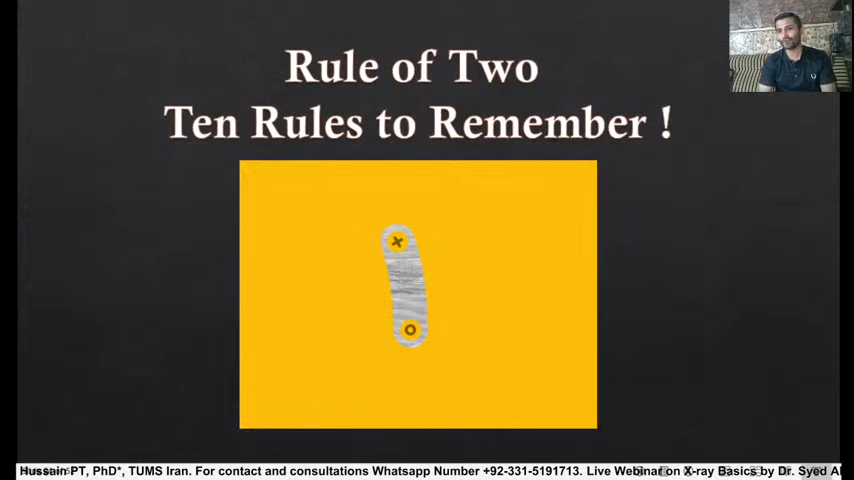 Rule of Two
Ten Rules to Remember !
Hussain PT, PhD*, TUMS Iran. For contact and consultations Whatsapp Number +92-331-5191713. Live Webinar on X-ray Basics by Dr. Syed